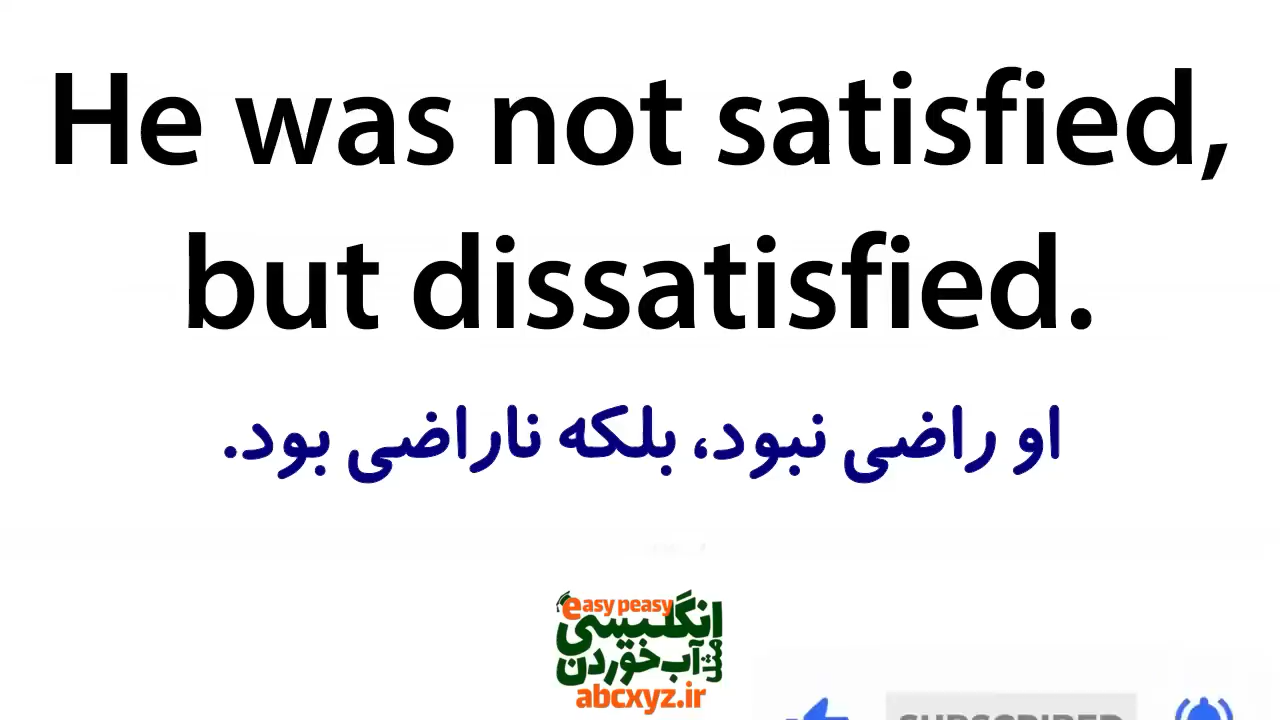 He was not satisfied,
but dissatisfied.
او راضی نبود، بلکه ناراضی بود.
easy peasy
انگلیسی
مثل آب خوردن
abcxyz.ir
SUBSCRIBED